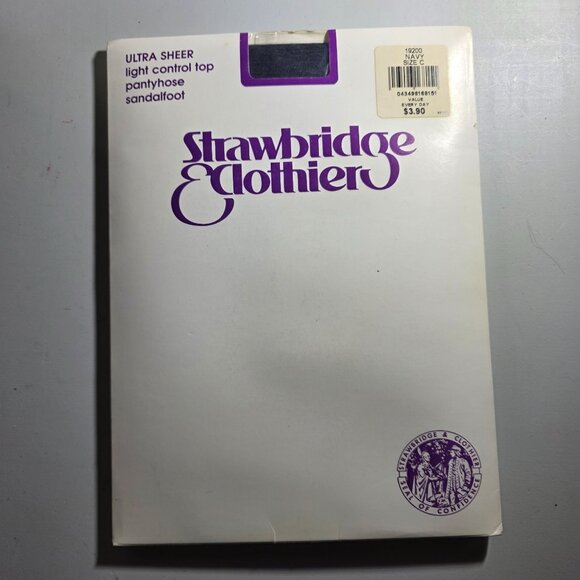 ULTRA SHEER
light control top
pantyhose
sandalfoot
19200
NAVY
SIZE C
VALUE
EVERY DAY
$3.90
Strawbridge
& Clothier
STRAWBRIDGE & CLOTHIER
SEAL OF CONFIDENCE